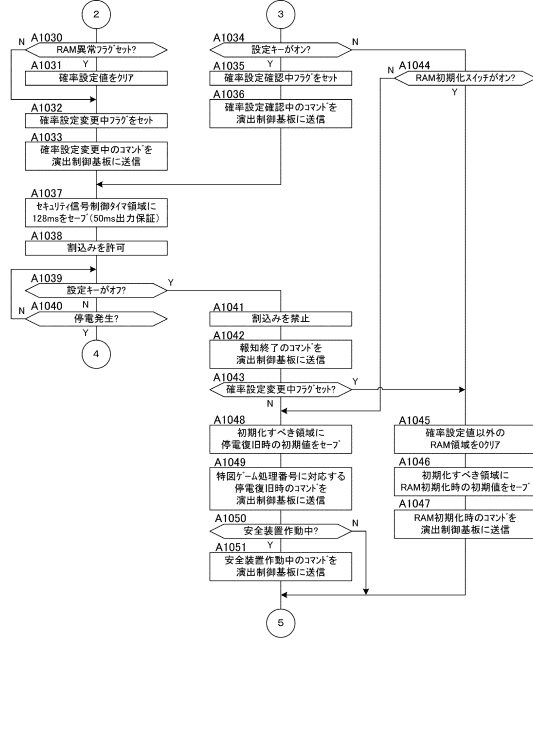 2
A1030
RAM異常フラグセット?
N
Y
A1031
確率設定値をクリア
A1032
確率設定変更中フラグをセット
A1033
確率設定変更中のコマンドを
演出制御基板に送信
3
A1034
設定キーがオン?
N
Y
A1035
確率設定確認中フラグをセット
A1036
確率設定確認中のコマンドを
演出制御基板に送信
A1044
N
RAM初期化スイッチがオン?
Y
A1037
セキュリティ信号制御タイマ領域に
128msをセーブ(50ms出力保証)
A1038
割込みを許可
A1039
設定キーがオフ?
Y
N
A1040
N
停電発生?
Y
4
A1041
割込みを禁止
A1042
報知終了のコマンドを
演出制御基板に送信
A1043
確率設定変更中フラグセット?
Y
N
A1048
初期化すべき領域に
停電復旧時の初期値をセーブ
A1049
特図ゲーム処理番号に対応する
停電復旧時のコマンドを
演出制御基板に送信
A1050
安全装置作動中?
N
Y
A1051
安全装置作動中のコマンドを
演出制御基板に送信
A1045
確率設定値以外の
RAM領域を0クリア
A1046
初期化すべき領域に
RAM初期化時の初期値をセーブ
A1047
RAM初期化時のコマンドを
演出制御基板に送信
5